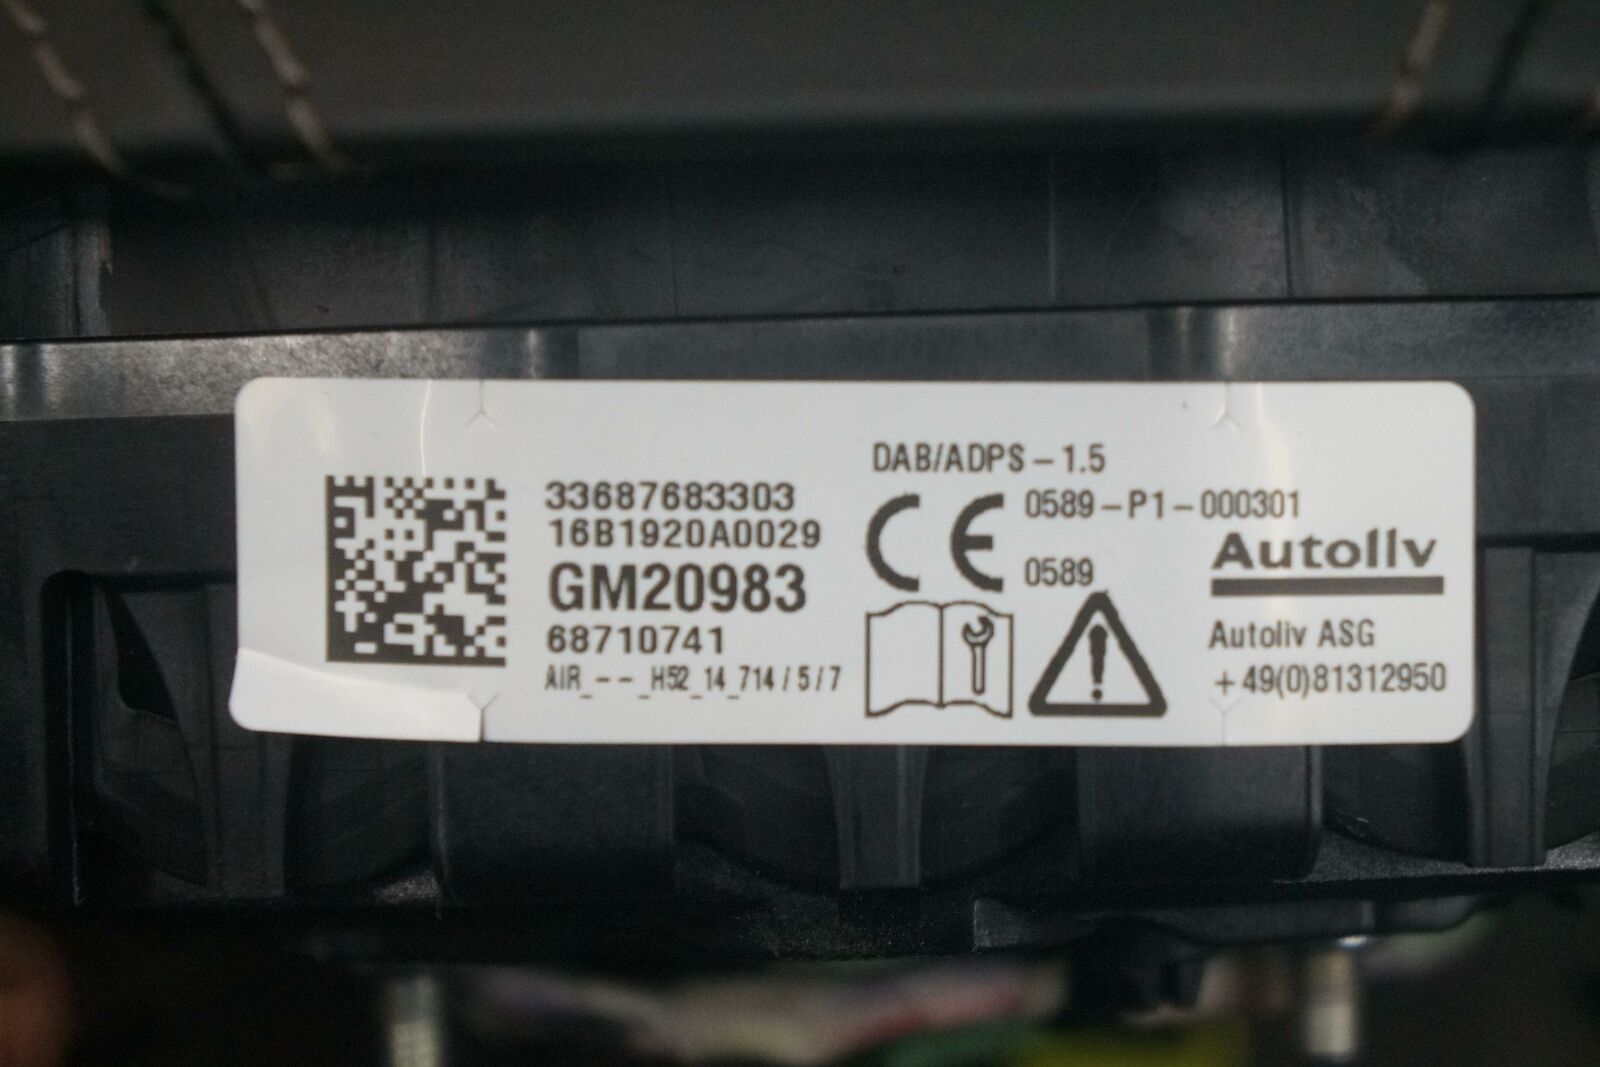 33687683303
16B1920A0029
GM20983
68710741
AIR_--_H52_14_714/5/7
DAB/ADPS-1.5
CE
0589-P1-000301
0589
Autoliv
Autoliv ASG
+49(0)81312950